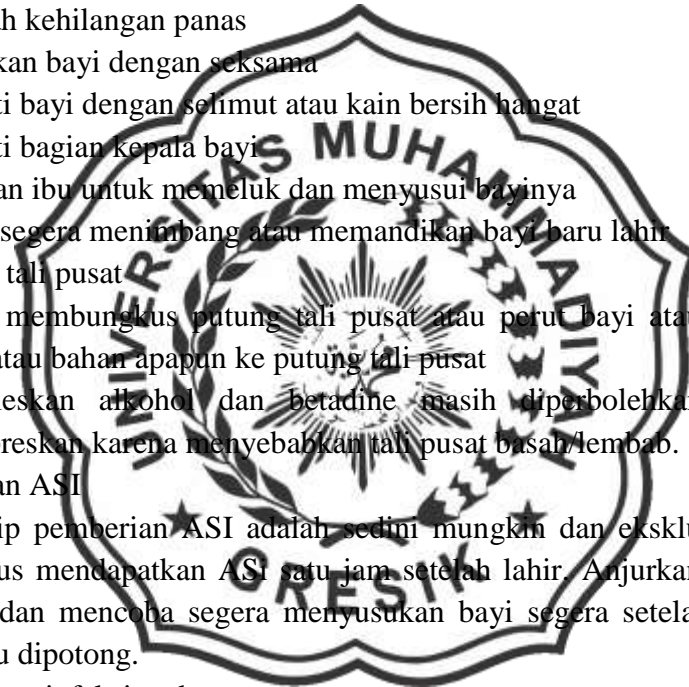 ah kehilangan panas
kan bayi dengan seksama
ti bayi dengan selimut atau kain bersih hangat
ti bagian kepala bayi
an ibu untuk memeluk dan menyusui bayinya
segera menimbang atau memandikan bayi baru lahir
tali pusat
membungkus putung tali pusat atau perut bayi atau
atau bahan apapun ke putung tali pusat
leskan alkohol dan betadine masih diperbolehkan
preskan karena menyebabkan tali pusat basah/lembab.
an ASI
ip pemberian ASI adalah sedini mungkin dan eksklu
us mendapatkan ASi satu jam setelah lahir. Anjurkan
dan mencoba segera menyusukan bayi segera setela
u dipotong.
UNIVERSITAS MUHAMMADIYAH
GRESIK